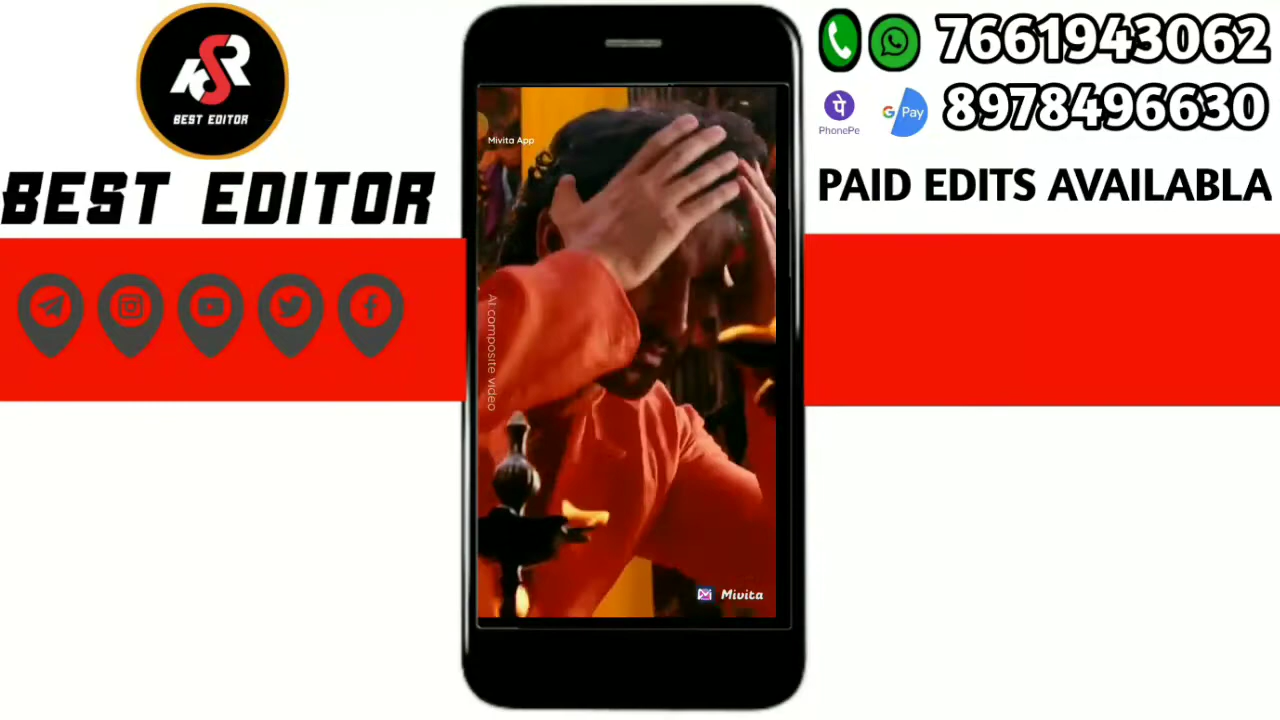 KSR
BEST EDITOR
BEST EDITOR
7661943062
पे
PhonePe
G Pay
8978496630
PAID EDITS AVAILABLA
Mivita App
AI composite video
Mivita